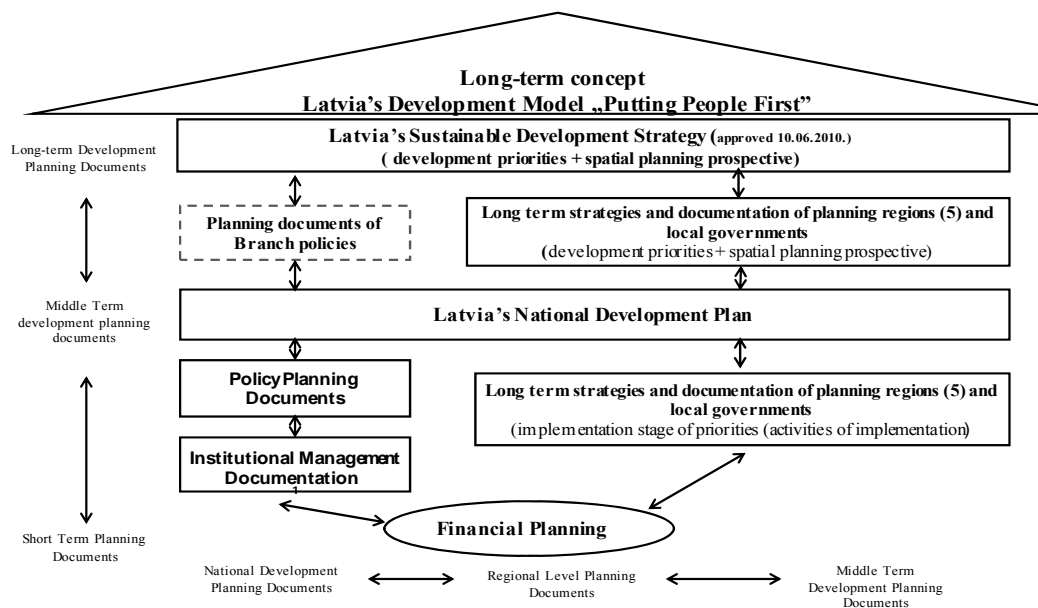 Long-term concept
Latvia's Development Model „Putting People First”
Latvia's Sustainable Development Strategy (approved 10.06.2010.)
( development priorities + spatial planning prospective)
Long-term Development
Planning Documents
Planning documents of
Branch policies
Long term strategies and documentation of planning regions (5) and
local governments
(development priorities + spatial planning prospective)
Middle Term
development planning
documents
Latvia's National Development Plan
Policy Planning
Documents
Long term strategies and documentation of planning regions (5) and
local governments
(implementation stage of priorities (activities of implementation)
Institutional Management
Documentation
1
Financial Planning
Short Term Planning
Documents
National Development
Planning Documents
Regional Level Planning
Documents
Middle Term
Development Planning
Documents